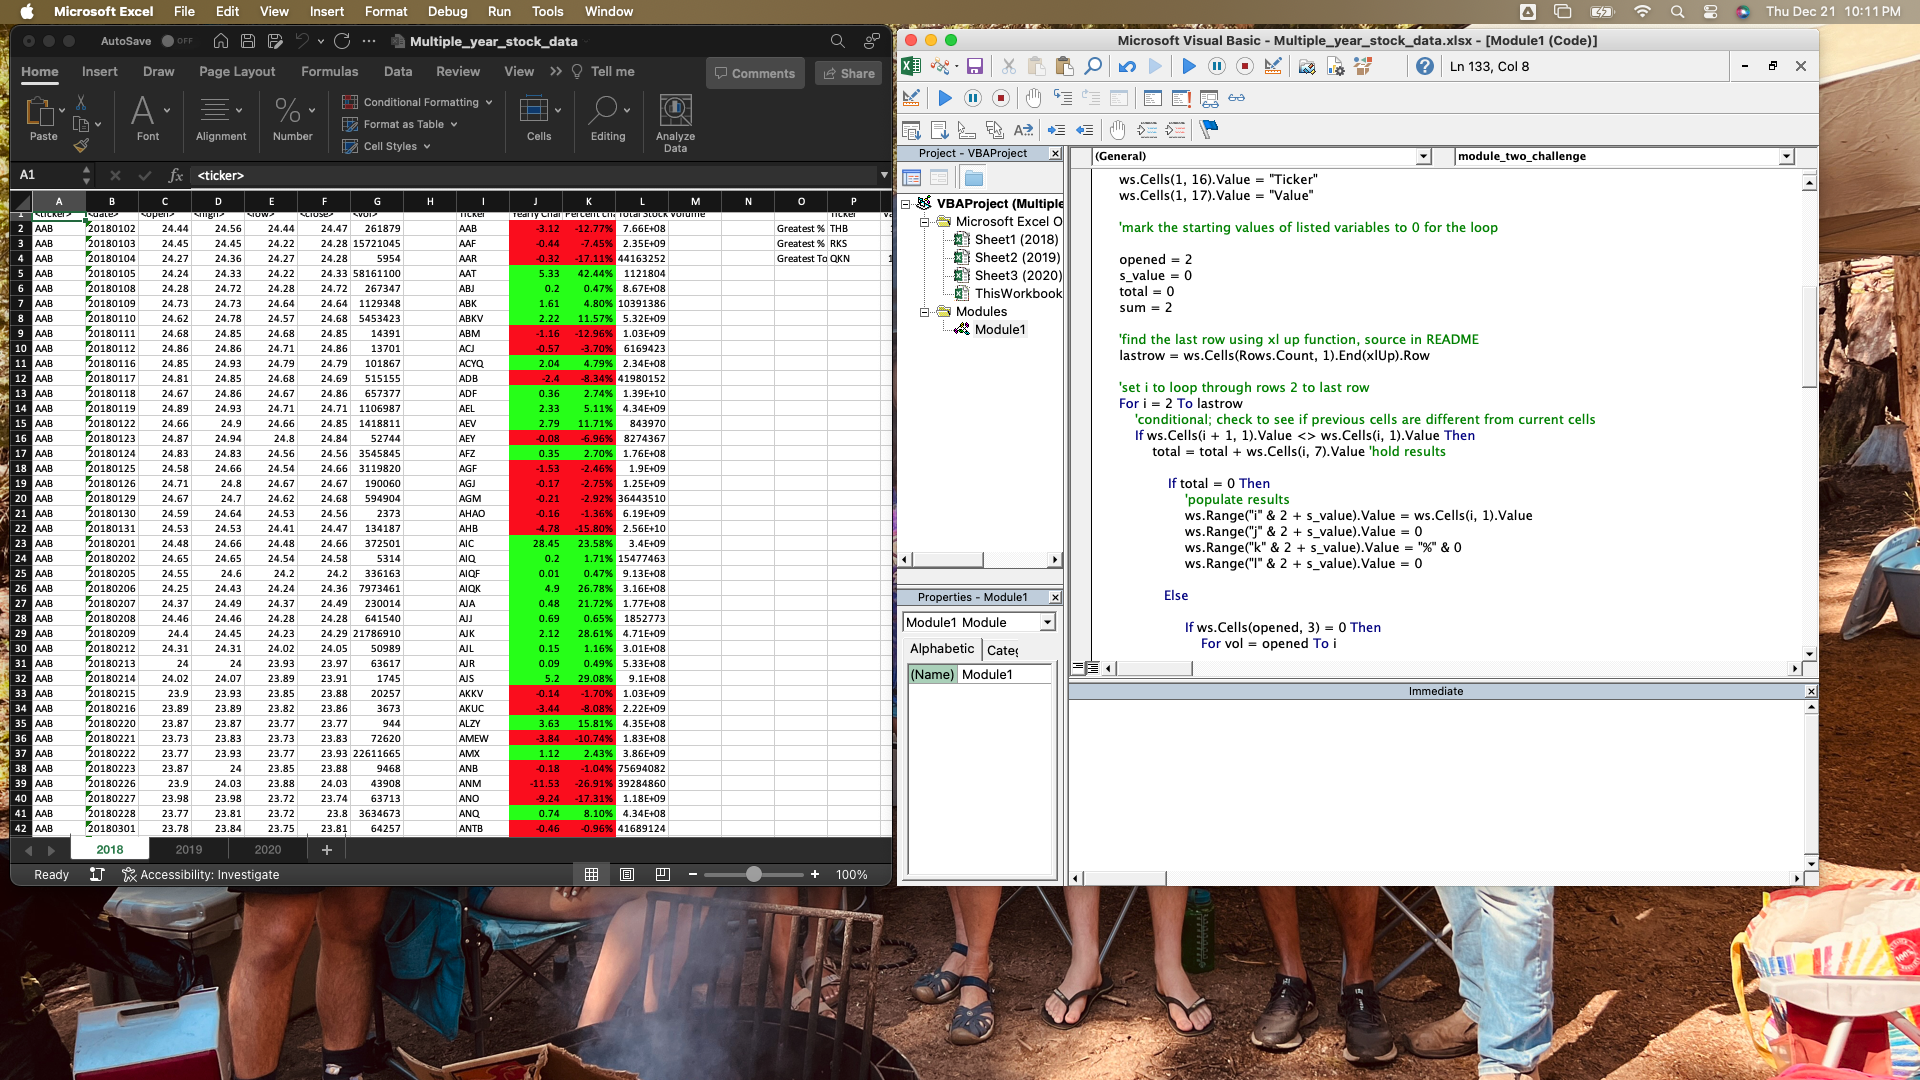 Microsoft Excel File Edit View Insert Format Debug Run Tools Window Thu Dec 21 10:11 PM
AutoSave OFF Multiple_year_stock_data
Home Insert Draw Page Layout Formulas Data Review View Tell me Comments Share
Paste Font Alignment Number Conditional Formatting Format as Table Cell Styles Cells Editing Analyze Data
A1 fx <ticker>
A B C D E F G H I J K L M N O P
1 <ticker> <date> <open> <high> <low> <close> <vol> Ticker Yearly Chan Percent Cha Total Stock Volume Ticker Va
2 AAB 20180102 24.44 24.56 24.44 24.47 261879 AAB -3.12 -12.77% 7.66E+08 Greatest % THB
3 AAB 20180103 24.45 24.45 24.22 24.28 15721045 AAF -0.44 -7.45% 2.35E+09 Greatest % RKS
4 AAB 20180104 24.27 24.36 24.27 24.28 5954 AAR -0.32 -17.11% 44163252 Greatest To QKN
5 AAB 20180105 24.24 24.33 24.22 24.33 58161100 AAT 5.33 42.44% 1121804
6 AAB 20180108 24.28 24.72 24.28 24.72 267347 ABJ 0.2 0.47% 8.67E+08
7 AAB 20180109 24.73 24.73 24.64 24.64 1129348 ABK 1.61 4.80% 10391386
8 AAB 20180110 24.62 24.78 24.57 24.68 5453423 ABKV 2.22 11.57% 5.32E+09
9 AAB 20180111 24.68 24.85 24.68 24.85 14391 ABM -1.16 -12.96% 1.03E+09
10 AAB 20180112 24.86 24.86 24.71 24.86 13701 ACJ -0.57 -3.70% 6169423
11 AAB 20180116 24.85 24.93 24.79 24.79 101867 ACYQ 2.04 4.79% 2.34E+08
12 AAB 20180117 24.81 24.85 24.68 24.69 515155 ADB -2.4 -8.34% 41980152
13 AAB 20180118 24.67 24.86 24.67 24.86 657377 ADF 0.36 2.74% 1.39E+10
14 AAB 20180119 24.89 24.93 24.71 24.71 1106987 AEL 2.33 5.11% 4.34E+09
15 AAB 20180122 24.66 24.9 24.66 24.85 1418811 AEV 2.79 11.71% 843970
16 AAB 20180123 24.87 24.94 24.8 24.84 52744 AEY -0.08 -6.96% 8274367
17 AAB 20180124 24.83 24.83 24.56 24.56 3545845 AFZ 0.35 2.70% 1.76E+08
18 AAB 20180125 24.58 24.66 24.54 24.66 3119820 AGF -1.53 -2.46% 1.9E+09
19 AAB 20180126 24.71 24.8 24.67 24.67 190060 AGJ -0.17 -2.75% 1.25E+09
20 AAB 20180129 24.67 24.7 24.62 24.68 594904 AGM -0.21 -2.92% 36443510
21 AAB 20180130 24.59 24.64 24.53 24.56 2373 AHAO -0.16 -1.36% 6.19E+09
22 AAB 20180131 24.53 24.53 24.41 24.47 134187 AHB -4.78 -15.80% 2.56E+10
23 AAB 20180201 24.48 24.66 24.48 24.66 372501 AIC 28.45 23.58% 3.4E+09
24 AAB 20180202 24.65 24.65 24.54 24.58 5314 AIQ 0.2 1.71% 15477463
25 AAB 20180205 24.55 24.6 24.2 24.2 336163 AIQF 0.01 0.47% 9.13E+08
26 AAB 20180206 24.25 24.43 24.24 24.36 7973461 AIQK 4.9 26.78% 3.16E+08
27 AAB 20180207 24.37 24.49 24.37 24.49 230014 AJA 0.48 21.72% 1.77E+08
28 AAB 20180208 24.46 24.46 24.28 24.28 641540 AJJ 0.69 0.65% 1852773
29 AAB 20180209 24.4 24.45 24.23 24.29 21786910 AJK 2.12 28.61% 4.71E+09
30 AAB 20180212 24.31 24.31 24.02 24.05 50989 AJL 0.15 1.16% 3.01E+08
31 AAB 20180213 24 24 23.93 23.97 63617 AJR 0.09 0.49% 5.33E+08
32 AAB 20180214 24.02 24.07 23.89 23.91 1745 AJS 5.2 29.08% 9.1E+08
33 AAB 20180215 23.9 23.93 23.85 23.88 20257 AKKV -0.14 -1.70% 1.03E+09
34 AAB 20180216 23.89 23.89 23.82 23.86 3673 AKUC -3.44 -8.08% 2.22E+09
35 AAB 20180220 23.87 23.87 23.77 23.77 944 ALZY 3.63 15.81% 4.35E+08
36 AAB 20180221 23.73 23.83 23.73 23.83 72620 AMEW -3.84 -10.74% 1.83E+08
37 AAB 20180222 23.77 23.93 23.77 23.93 22611665 AMX 1.12 2.43% 3.86E+09
38 AAB 20180223 23.87 24 23.85 23.88 9468 ANB -0.18 -1.04% 75694082
39 AAB 20180226 23.9 24.03 23.88 24.03 43908 ANM -11.53 -26.91% 39284860
40 AAB 20180227 23.98 23.98 23.72 23.74 63713 ANO -9.24 -17.31% 1.18E+09
41 AAB 20180228 23.77 23.81 23.72 23.8 3634673 ANQ 0.74 8.10% 4.34E+08
42 AAB 20180301 23.78 23.84 23.75 23.81 64257 ANTB -0.46 -0.96% 41689124
2018 2019 2020 +
Ready Accessibility: Investigate 100%
Microsoft Visual Basic - Multiple_year_stock_data.xlsx - [Module1 (Code)]
Ln 133, Col 8
Project - VBAProject
VBAProject (Multiple
Microsoft Excel O
Sheet1 (2018)
Sheet2 (2019)
Sheet3 (2020)
ThisWorkbook
Modules
Module1
Properties - Module1
Module1 Module
Alphabetic Categ
(Name) Module1
(General) module_two_challenge
ws.Cells(1, 16).Value = "Ticker"
ws.Cells(1, 17).Value = "Value"
'mark the starting values of listed variables to 0 for the loop
opened = 2
s_value = 0
total = 0
sum = 2
'find the last row using xl up function, source in README
lastrow = ws.Cells(Rows.Count, 1).End(xlUp).Row
'set i to loop through rows 2 to last row
For i = 2 To lastrow
'conditional; check to see if previous cells are different from current cells
If ws.Cells(i + 1, 1).Value <> ws.Cells(i, 1).Value Then
total = total + ws.Cells(i, 7).Value 'hold results
If total = 0 Then
'populate results
ws.Range("i" & 2 + s_value).Value = ws.Cells(i, 1).Value
ws.Range("j" & 2 + s_value).Value = 0
ws.Range("k" & 2 + s_value).Value = "%" & 0
ws.Range("l" & 2 + s_value).Value = 0
Else
If ws.Cells(opened, 3) = 0 Then
For vol = opened To i
Immediate